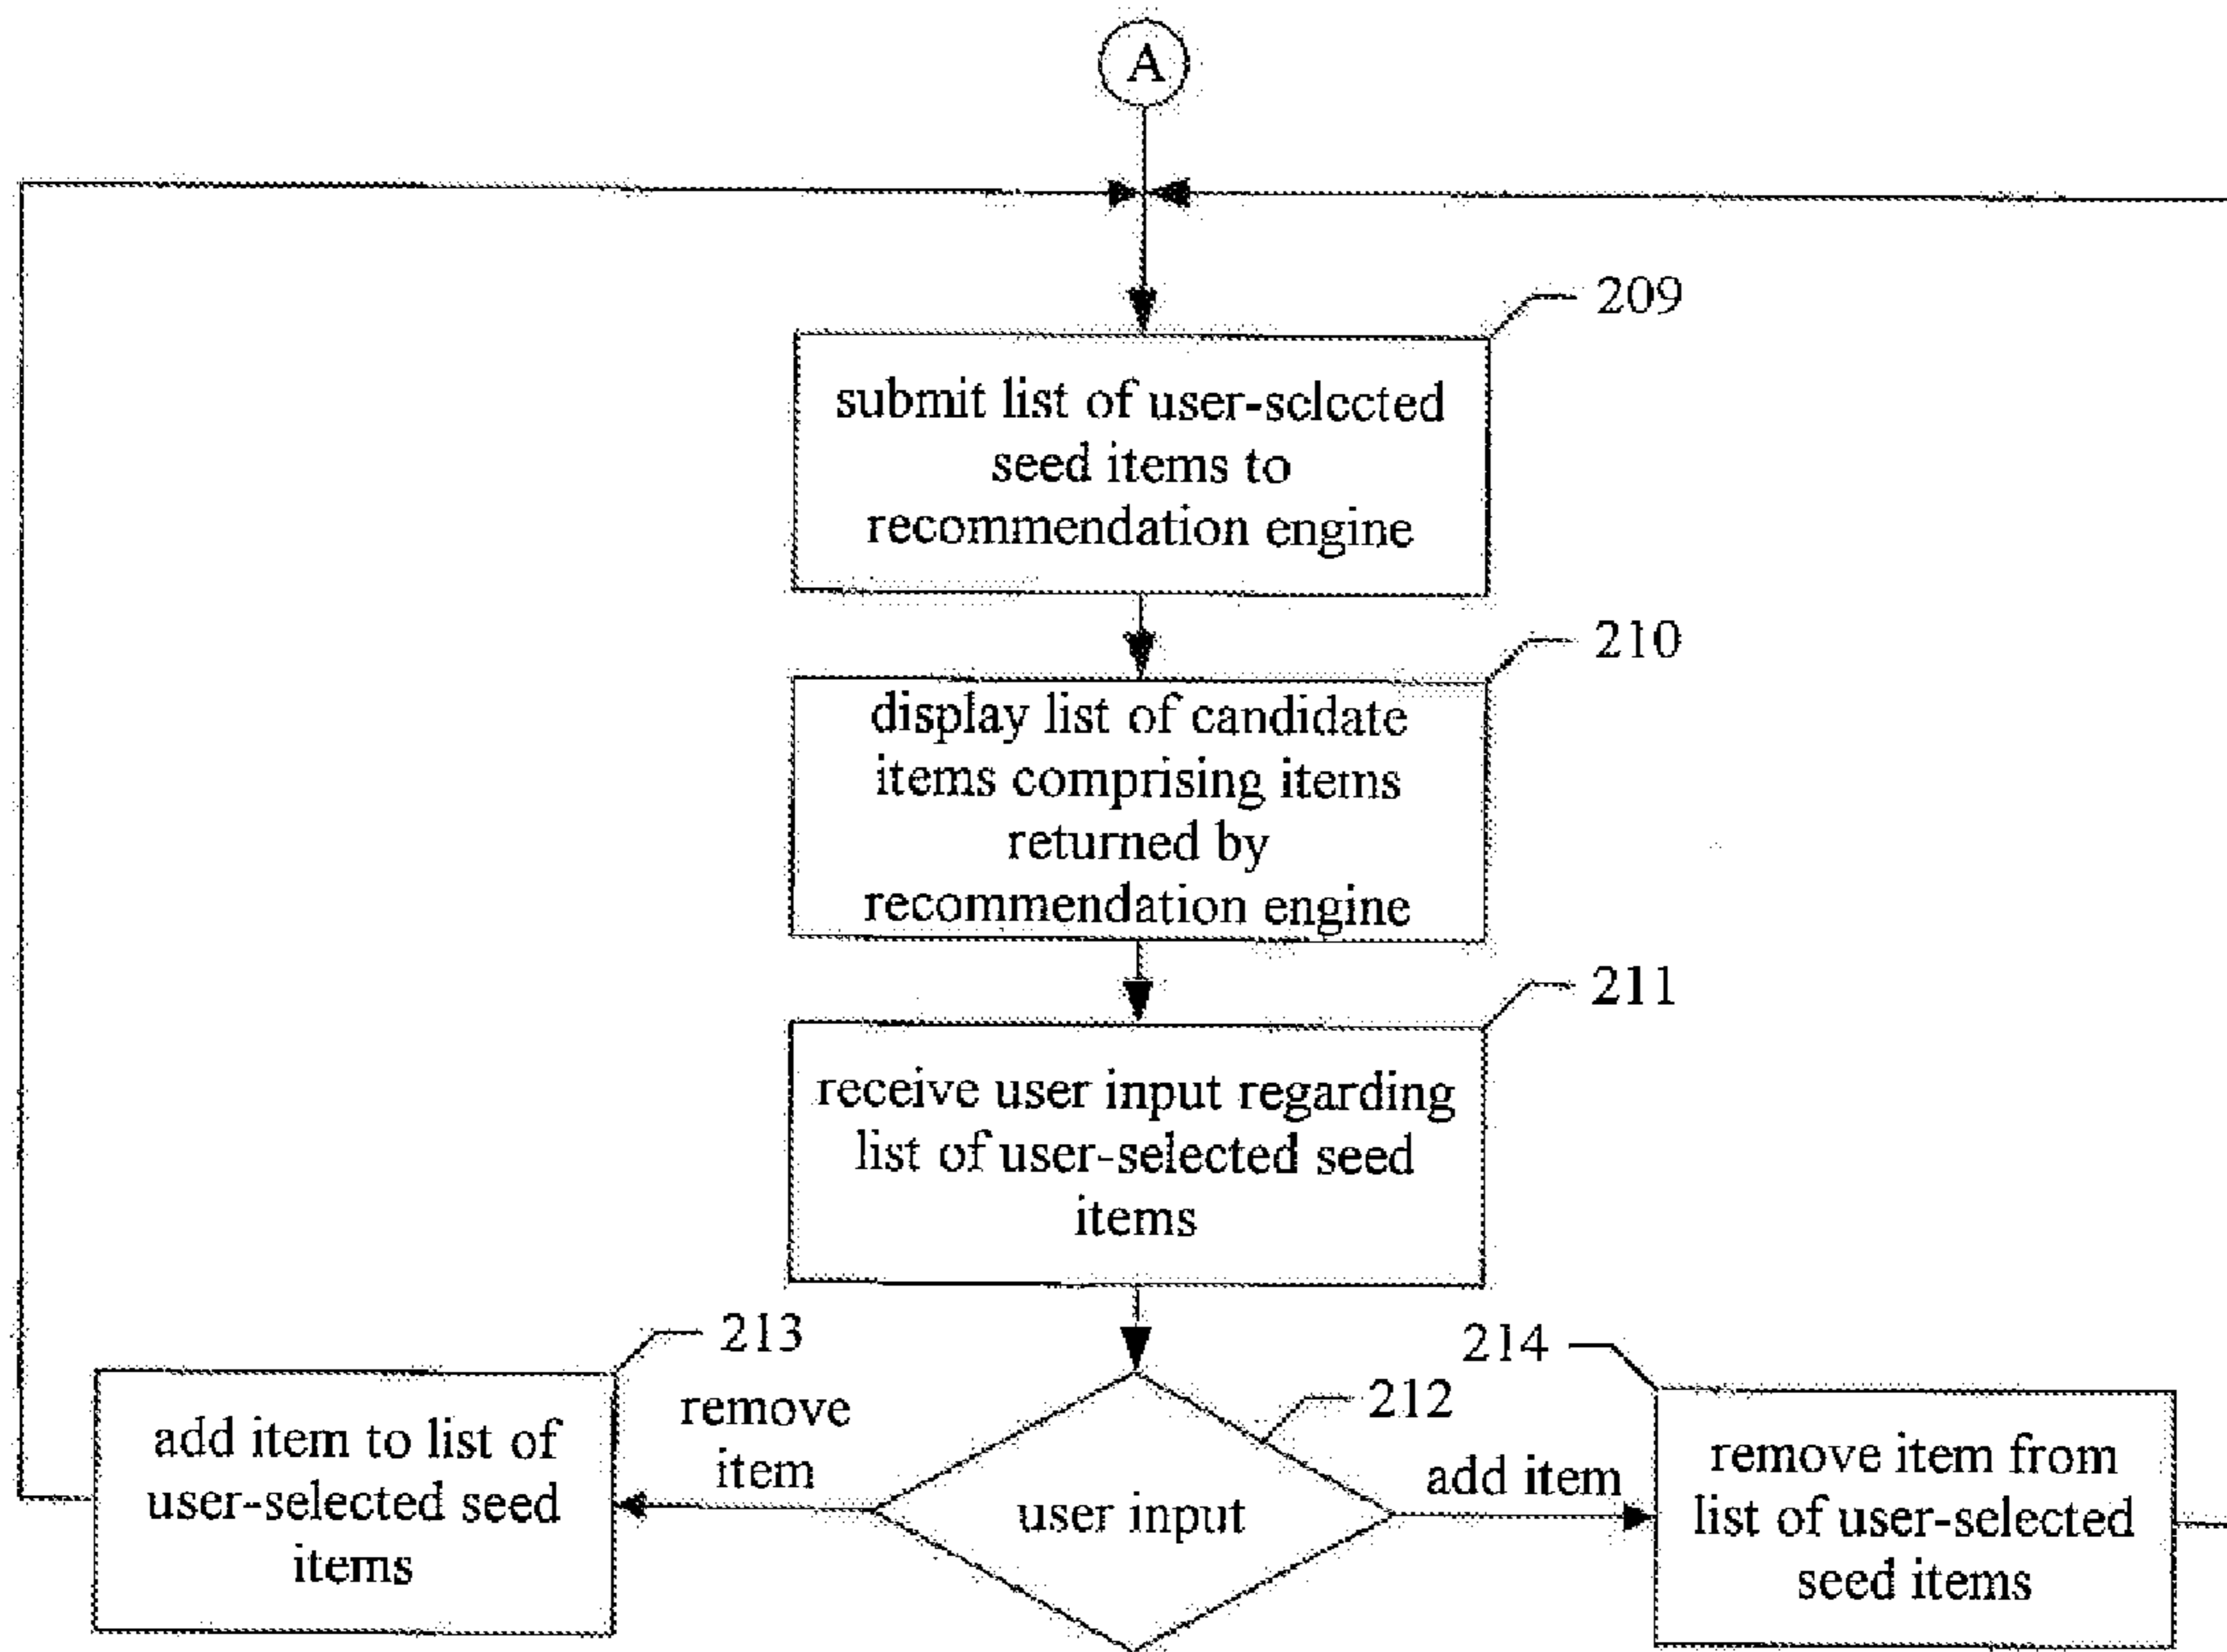 A
209
submit list of user-selected
seed items to
recommendation engine
210
display list of candidate
items comprising items
returned by
recommendation engine
211
receive user input regarding
list of user-selected seed
items
213
add item to list of
user-selected seed
items
remove
item
212
user input
add item
214
remove item from
list of user-selected
seed items